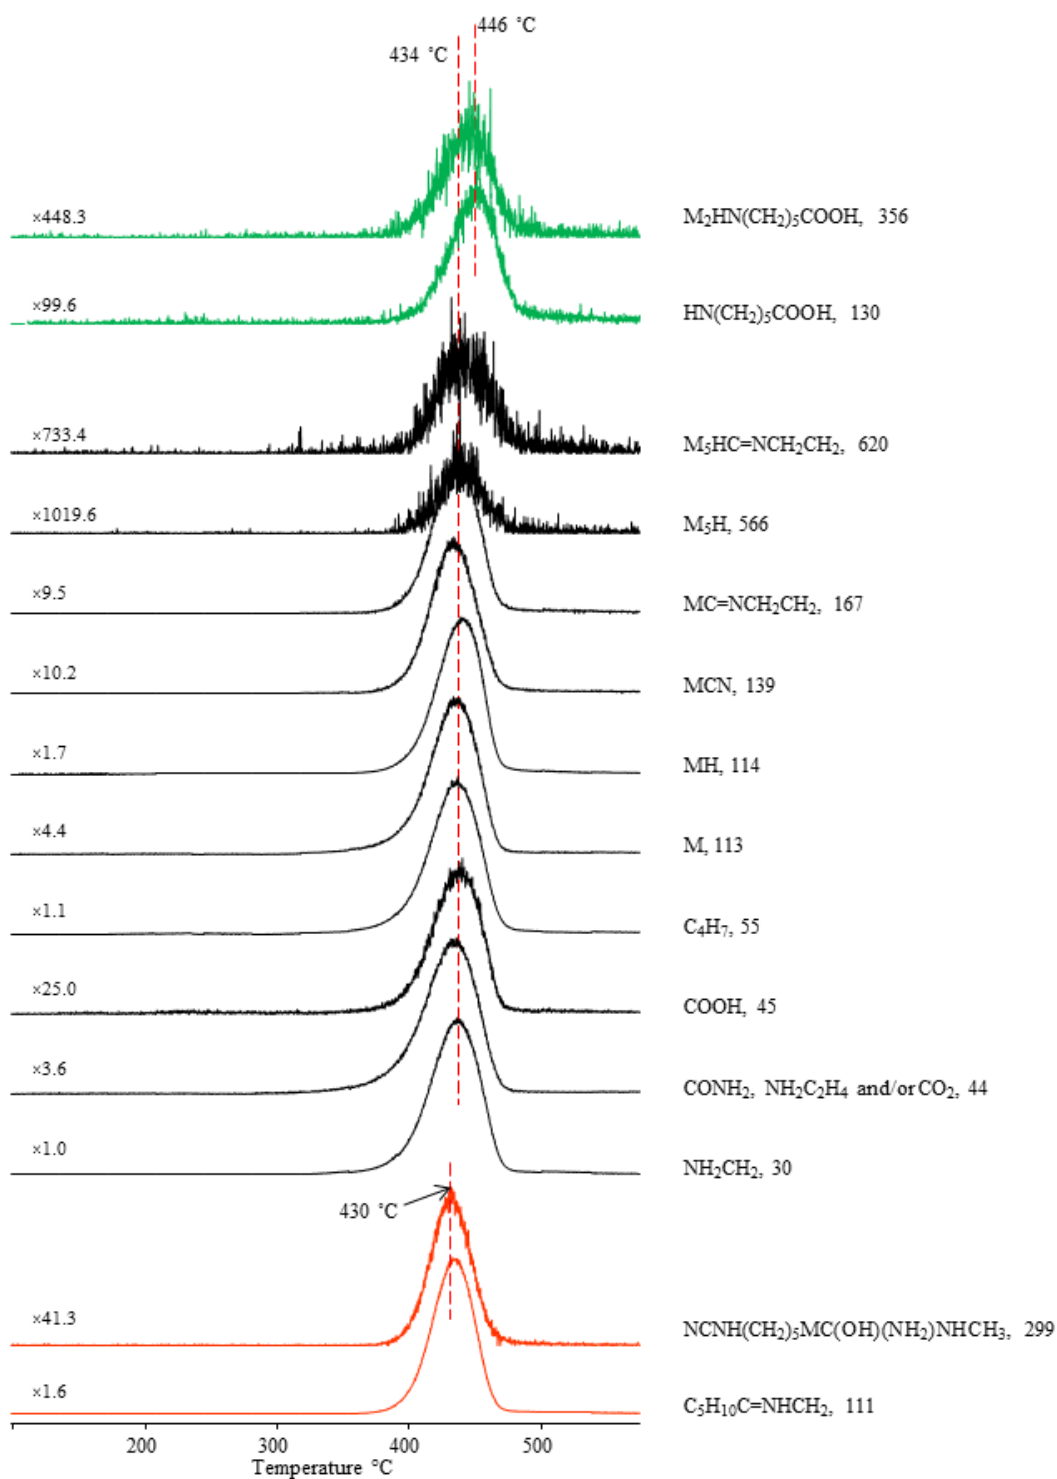 446 °C
434 °C
×448.3 M₂HN(CH₂)₅COOH, 356
×99.6 HN(CH₂)₅COOH, 130
×733.4 M₅HC=NCH₂CH₂, 620
×1019.6 M₅H, 566
×9.5 MC=NCH₂CH₂, 167
×10.2 MCN, 139
×1.7 MH, 114
×4.4 M, 113
×1.1 C₄H₇, 55
×25.0 COOH, 45
×3.6 CONH₂, NH₂C₂H₄ and/or CO₂, 44
×1.0 NH₂CH₂, 30
430 °C
×41.3 NCNH(CH₂)₅MC(OH)(NH₂)NHCH₃, 299
×1.6 C₅H₁₀C=NHCH₂, 111
200 300 400 500
Temperature °C